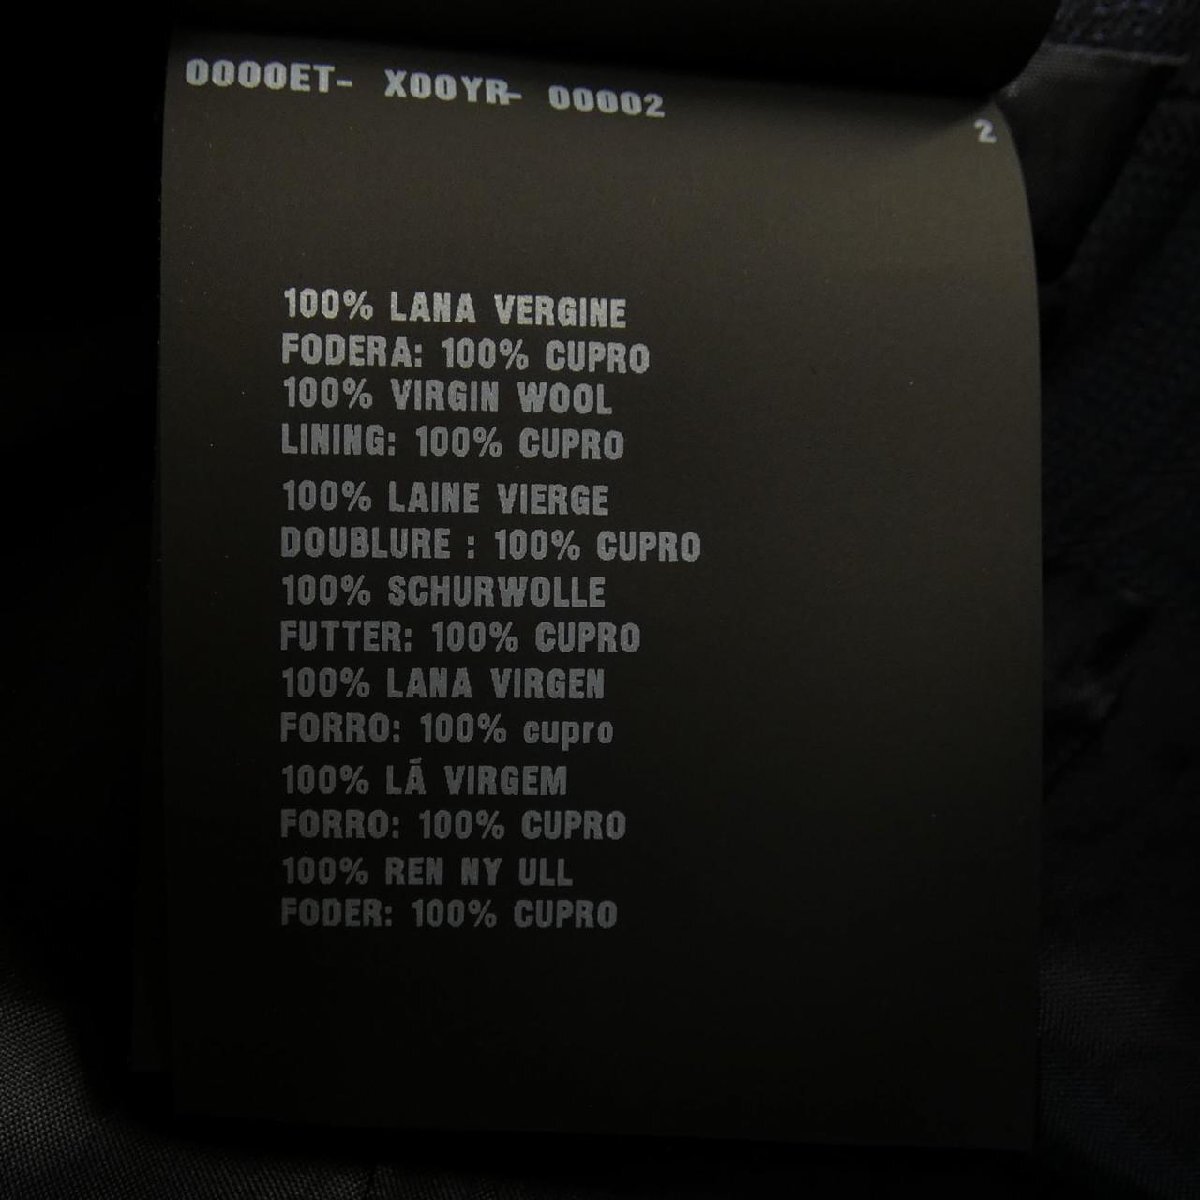 0000ET- X00YR- 00002
2
100% LANA VERGINE
FODERA: 100% CUPRO
100% VIRGIN WOOL
LINING: 100% CUPRO
100% LAINE VIERGE
DOUBLURE : 100% CUPRO
100% SCHURWOLLE
FUTTER: 100% CUPRO
100% LANA VIRGEN
FORRO: 100% cupro
100% LÃ VIRGEM
FORRO: 100% CUPRO
100% REN NY ULL
FODER: 100% CUPRO